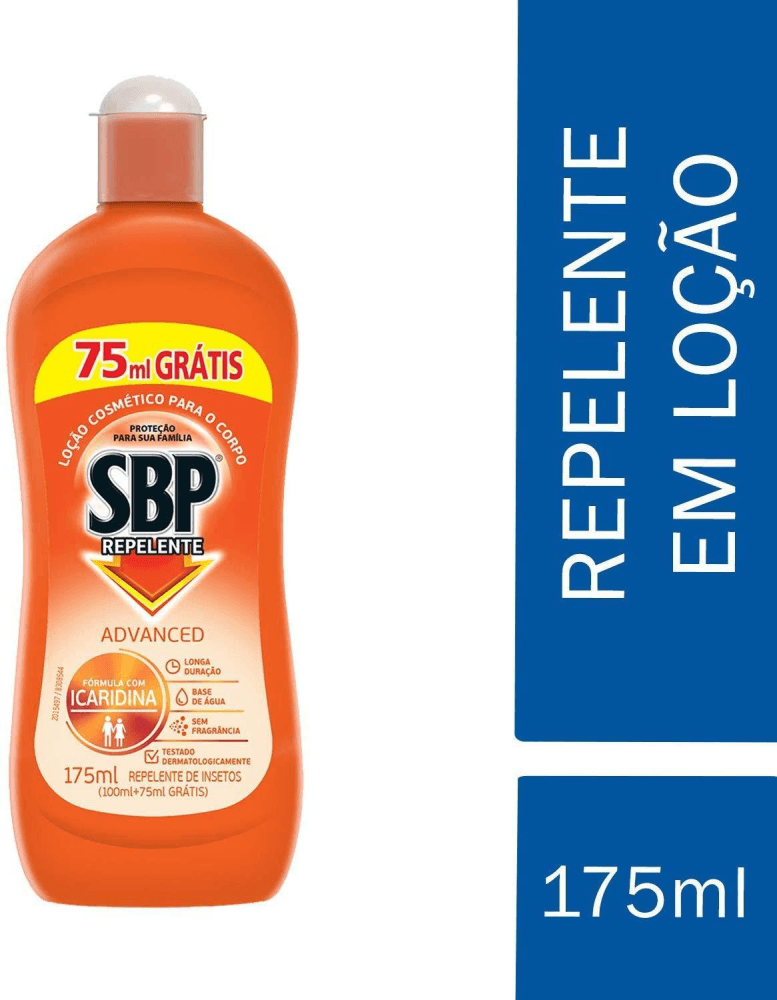 75ml GRÁTIS
LOÇÃO COSMÉTICO PARA O CORPO
PROTEÇÃO
PARA SUA FAMÍLIA
SBP®
REPELENTE
ADVANCED
FÓRMULA COM
ICARIDINA
LONGA
DURAÇÃO
BASE
DE ÁGUA
SEM
FRAGRÂNCIA
TESTADO
DERMATOLOGICAMENTE
175ml REPELENTE DE INSETOS
(100ml+75ml GRÁTIS)
REPELENTE
EM LOÇÃO
175ml